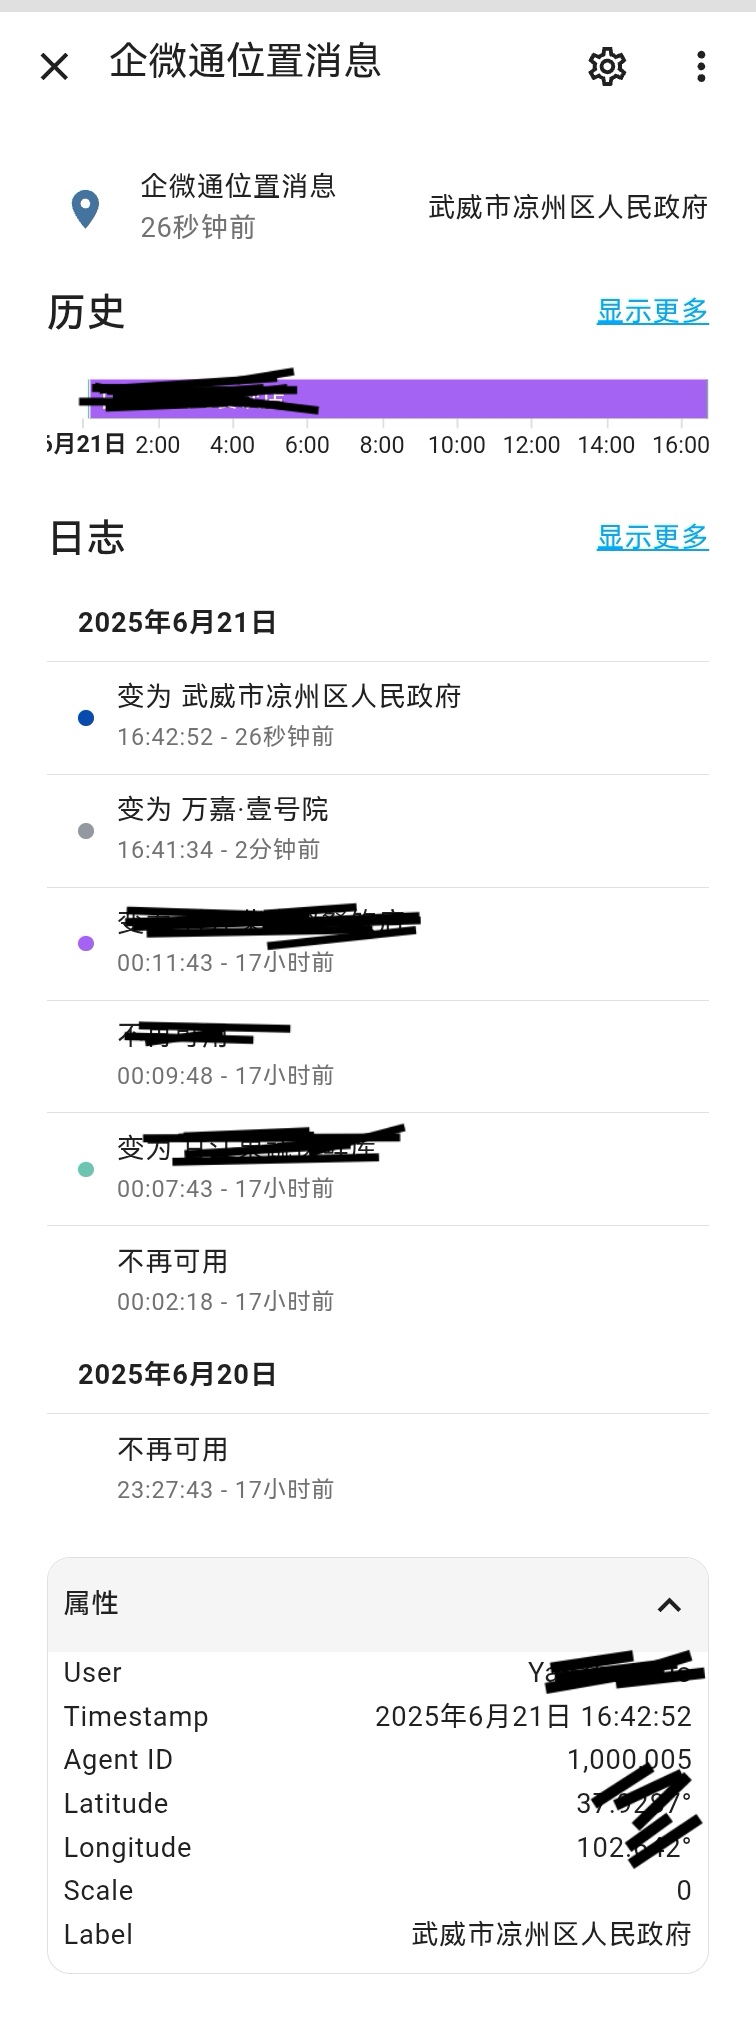 企微通位置消息
企微通位置消息
26秒钟前
武威市凉州区人民政府
历史
显示更多
6月21日 2:00 4:00 6:00 8:00 10:00 12:00 14:00 16:00
日志
显示更多
2025年6月21日
变为 武威市凉州区人民政府
16:42:52 - 26秒钟前
变为 万嘉·壹号院
16:41:34 - 2分钟前
00:11:43 - 17小时前
00:09:48 - 17小时前
变为
00:07:43 - 17小时前
不再可用
00:02:18 - 17小时前
2025年6月20日
不再可用
23:27:43 - 17小时前
属性
User
Timestamp 2025年6月21日 16:42:52
Agent ID 1,000,005
Latitude
Longitude
Scale 0
Label 武威市凉州区人民政府